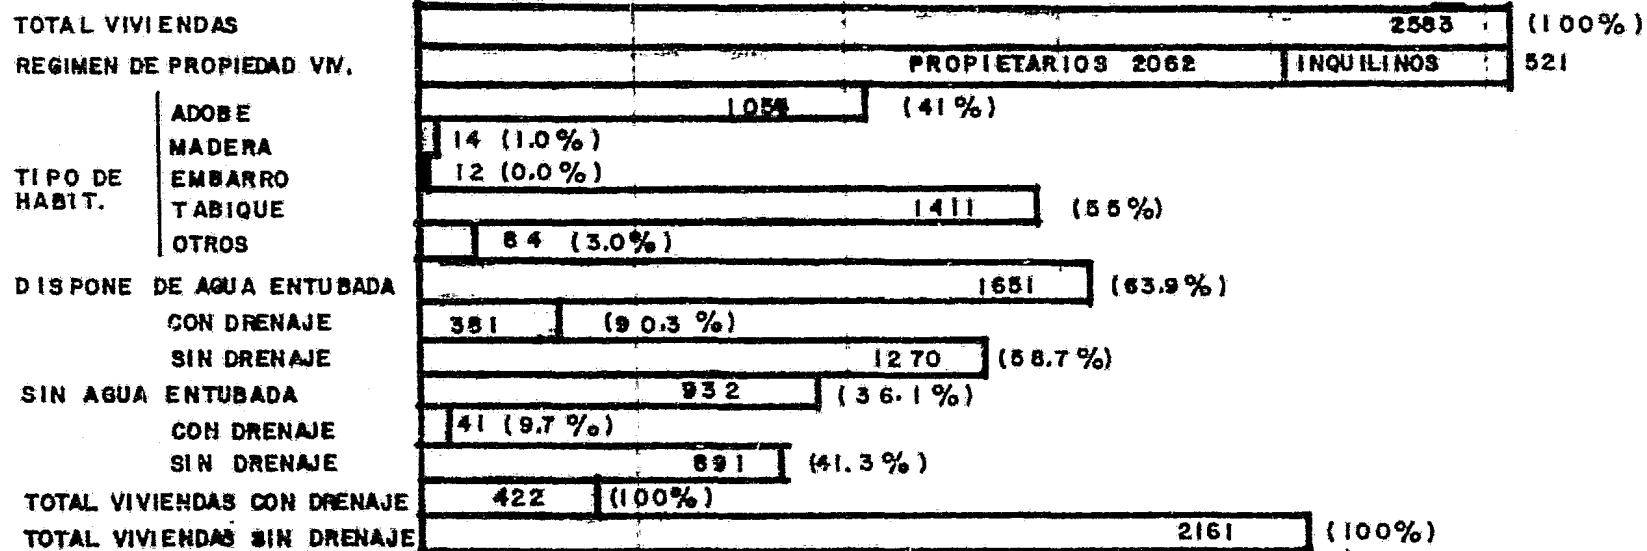 TOTAL VIVIENDAS 2583 (100%)
REGIMEN DE PROPIEDAD VIV. PROPIETARIOS 2062 INQUILINOS 521
ADOBE (41%)
MADERA 14 (1.0%)
TIPO DE HABIT. EMBARRO 12 (0.0%)
TABIQUE 1411 (55%)
OTROS 84 (3.0%)
DISPONE DE AGUA ENTUBADA 1651 (63.9%)
CON DRENAJE 381 (90.3%)
SIN DRENAJE 1270 (58.7%)
SIN AGUA ENTUBADA 932 (36.1%)
CON DRENAJE 41 (9.7%)
SIN DRENAJE 891 (41.3%)
TOTAL VIVIENDAS CON DRENAJE 422 (100%)
TOTAL VIVIENDAS SIN DRENAJE 2161 (100%)